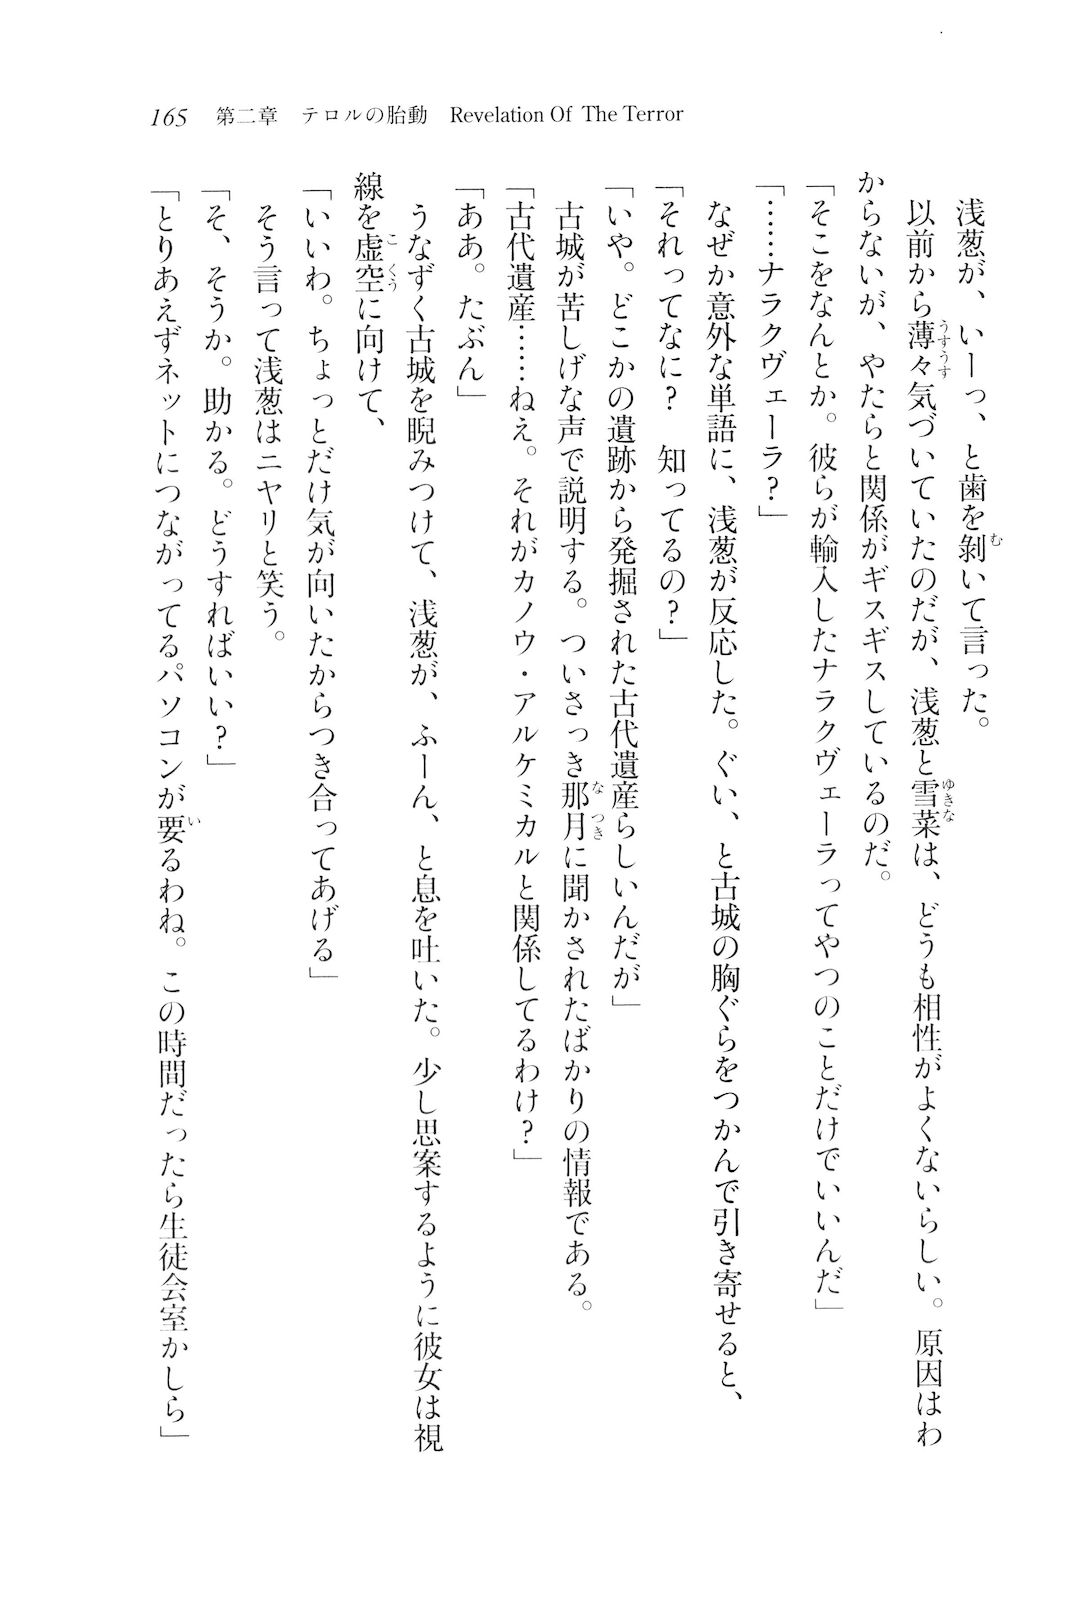 165　第二章　テロルの胎動　Revelation Of The Terror
　浅葱が、いーっ、と歯を剝いて言った。
　以前から薄々気づいていたのだが、浅葱と雪菜は、どうも相性がよくないらしい。原因はわ
からないが、やたらと関係がギスギスしているのだ。
「そこをなんとか。彼らが輸入したナラクヴェーラってやつのことだけでいいんだ」
「……ナラクヴェーラ？」
　なぜか意外な単語に、浅葱が反応した。ぐい、と古城の胸ぐらをつかんで引き寄せると、
「それってなに？　知ってるの？」
「いや。どこかの遺跡から発掘された古代遺産らしいんだが」
　古城が苦しげな声で説明する。ついさっき那月に聞かされたばかりの情報である。
「古代遺産……ねえ。それがカノウ・アルケミカルと関係してるわけ？」
「ああ。たぶん」
　うなずく古城を睨みつけて、浅葱が、ふーん、と息を吐いた。少し思案するように彼女は視
線を虚空に向けて、
「いいわ。ちょっとだけ気が向いたからつき合ってあげる」
　そう言って浅葱はニヤリと笑う。
「そ、そうか。助かる。どうすればいい？」
「とりあえずネットにつながってるパソコンが要るわね。この時間だったら生徒会室かしら」